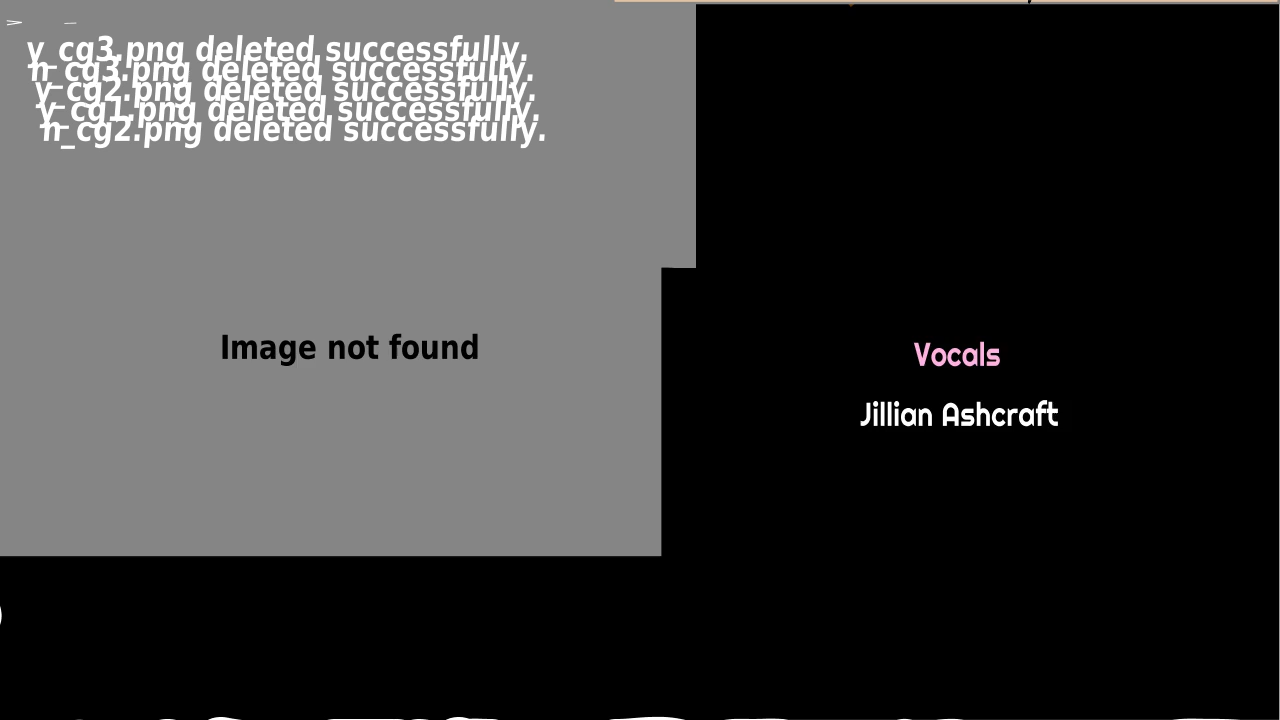 y_cg3.png deleted successfully.
n_cg3.png deleted successfully.
y_cg2.png deleted successfully.
y_cg1.png deleted successfully.
n_cg2.png deleted successfully.
Image not found
Vocals
Jillian Ashcraft